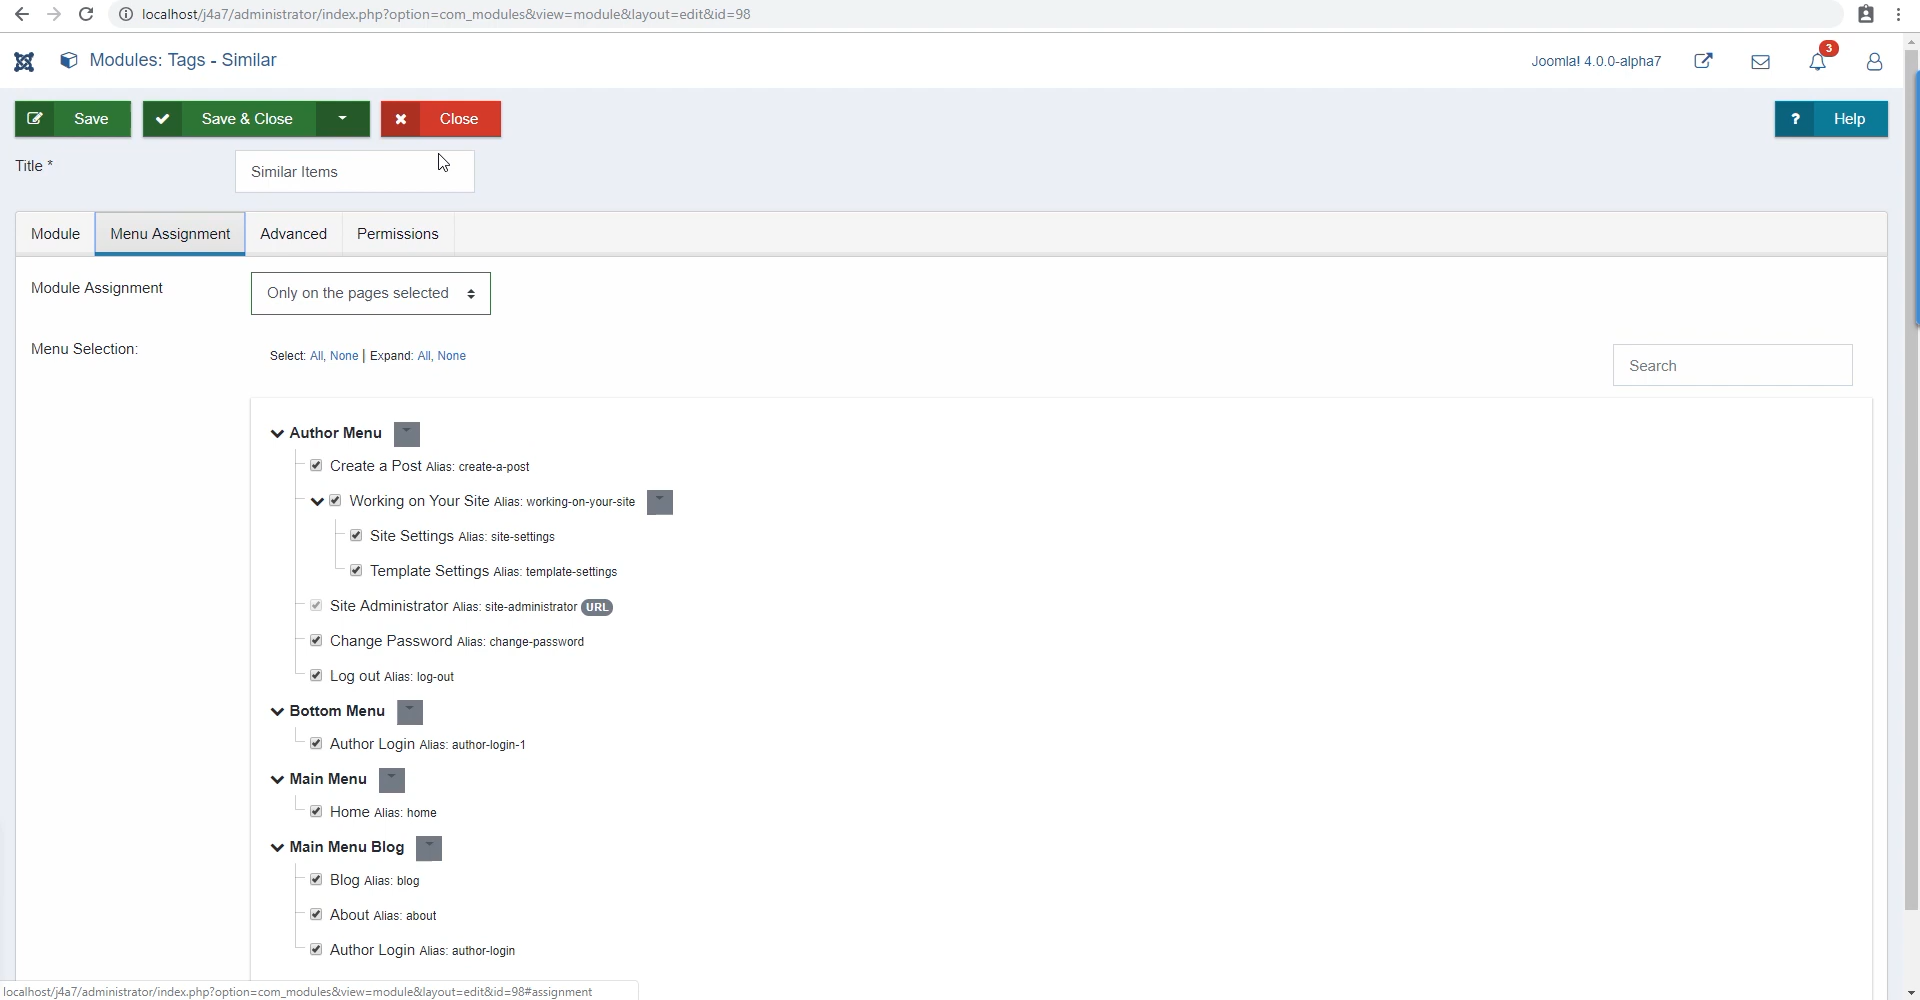 localhost/j4a7/administrator/index.php?option=com_modules&view=module&layout=edit&id=98
Modules: Tags - Similar
Joomla! 4.0.0-alpha7
3
Save
Save & Close
Close
? Help
Title *
Similar Items
Module
Menu Assignment
Advanced
Permissions
Module Assignment
Only on the pages selected
Menu Selection:
Select: All, None | Expand: All, None
Search
Author Menu
Create a Post Alias: create-a-post
Working on Your Site Alias: working-on-your-site
Site Settings Alias: site-settings
Template Settings Alias: template-settings
Site Administrator Alias: site-administrator URL
Change Password Alias: change-password
Log out Alias: log-out
Bottom Menu
Author Login Alias: author-login-1
Main Menu
Home Alias: home
Main Menu Blog
Blog Alias: blog
About Alias: about
Author Login Alias: author-login
localhost/j4a7/administrator/index.php?option=com_modules&view=module&layout=edit&id=98#assignment